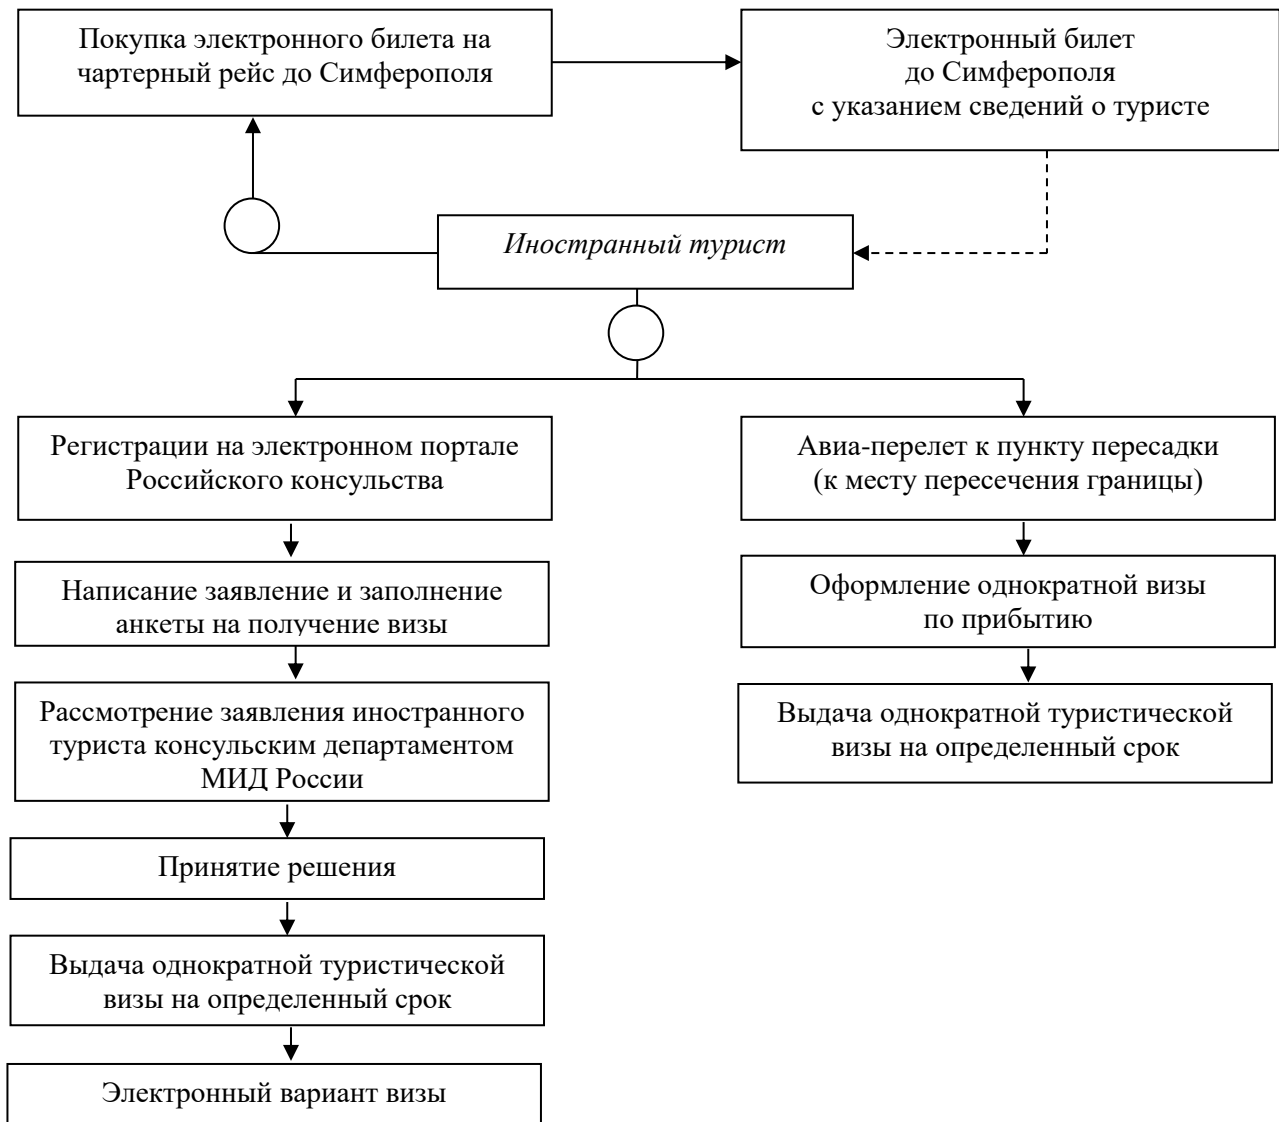 Покупка электронного билета на
чартерный рейс до Симферополя
Электронный билет
до Симферополя
с указанием сведений о туристе
Иностранный турист
Регистрации на электронном портале
Российского консульства
Авиа-перелет к пункту пересадки
(к месту пересечения границы)
Написание заявление и заполнение
анкеты на получение визы
Оформление однократной визы
по прибытию
Рассмотрение заявления иностранного
туриста консульским департаментом
МИД России
Выдача однократной туристической
визы на определенный срок
Принятие решения
Выдача однократной туристической
визы на определенный срок
Электронный вариант визы